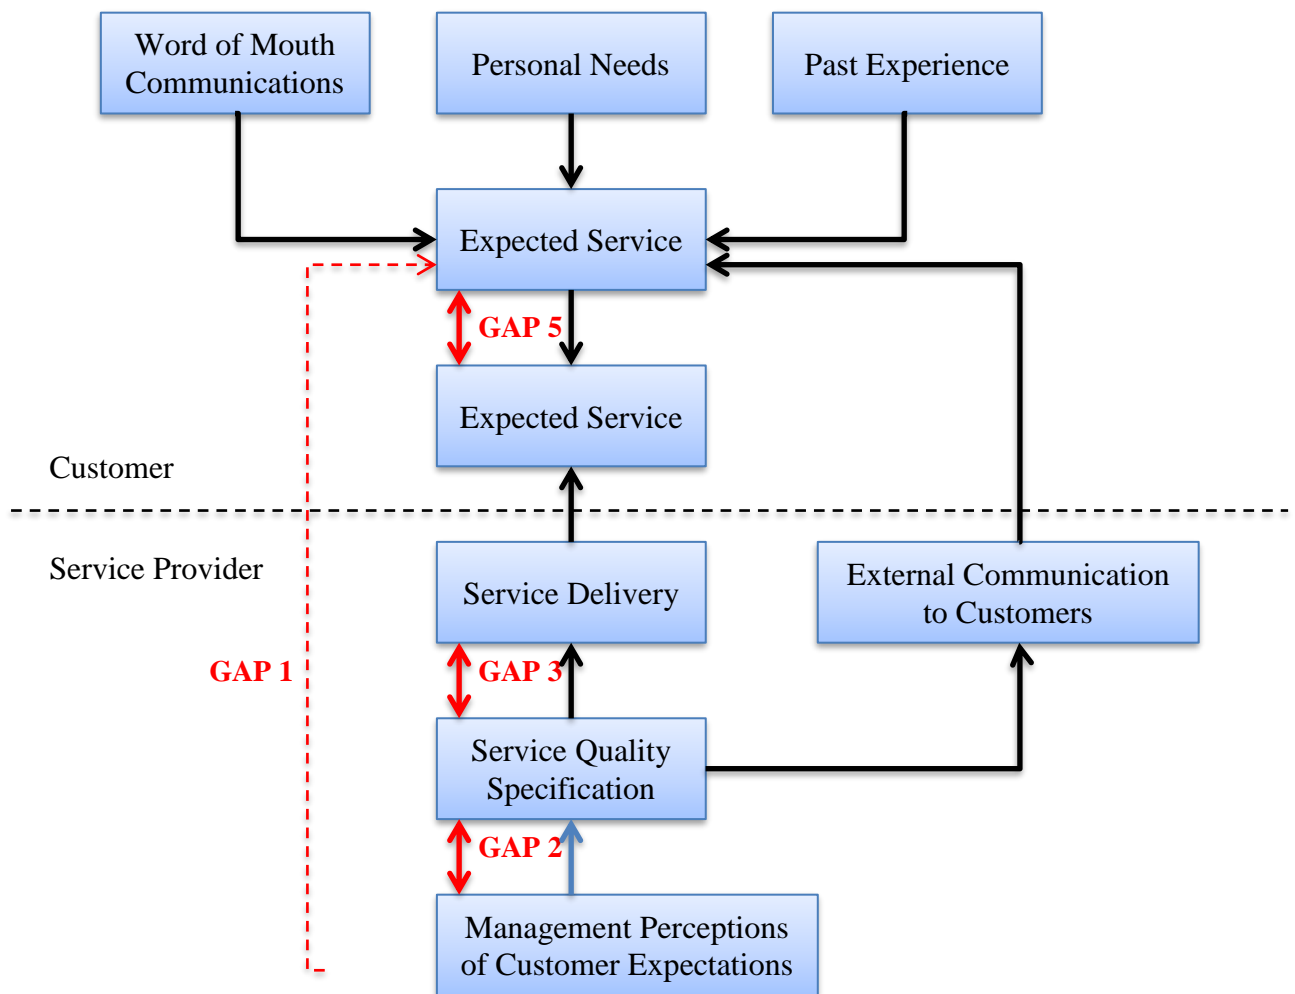 Word of Mouth
Communications
Personal Needs
Past Experience
Expected Service
GAP 5
Expected Service
Customer
Service Provider
Service Delivery
External Communication
to Customers
GAP 1
GAP 3
Service Quality
Specification
GAP 2
Management Perceptions
of Customer Expectations